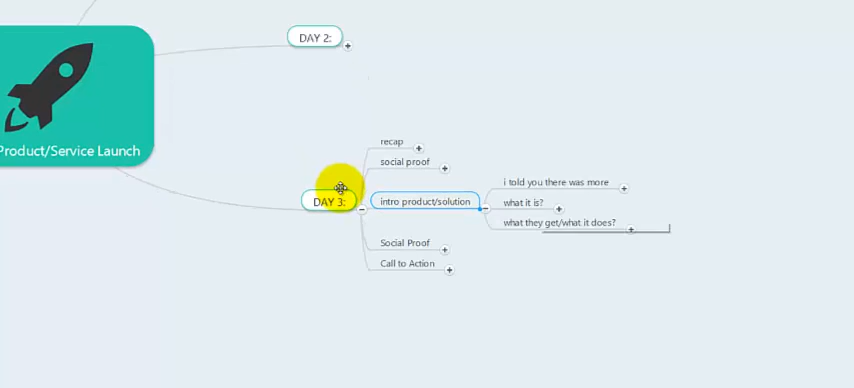 DAY 2:
Product/Service Launch
recap
social proof
i told you there was more
DAY 3:
intro product/solution
what it is?
what they get/what it does?
Social Proof
Call to Action